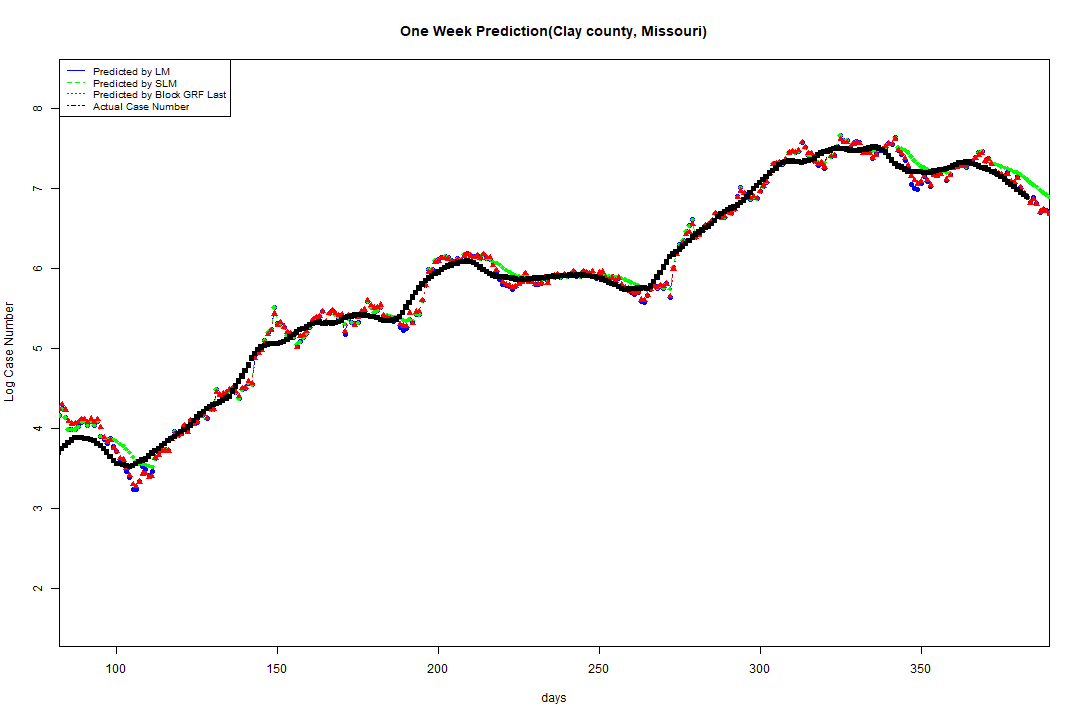 One Week Prediction(Clay county, Missouri)
Predicted by LM
Predicted by SLM
Predicted by Block GRF Last
Actual Case Number
8
7
6
5
4
3
2
Log Case Number
100 150 200 250 300 350
days